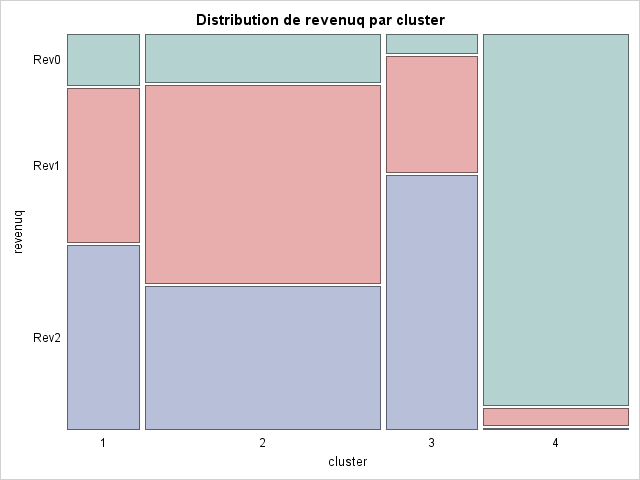 Distribution de revenuq par cluster
Rev0
Rev1
Rev2
revenuq
1 2 3 4
cluster